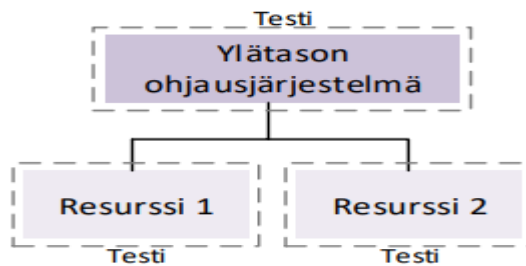 Testi
Ylätason
ohjausjärjestelmä
Resurssi 1
Resurssi 2
Testi
Testi